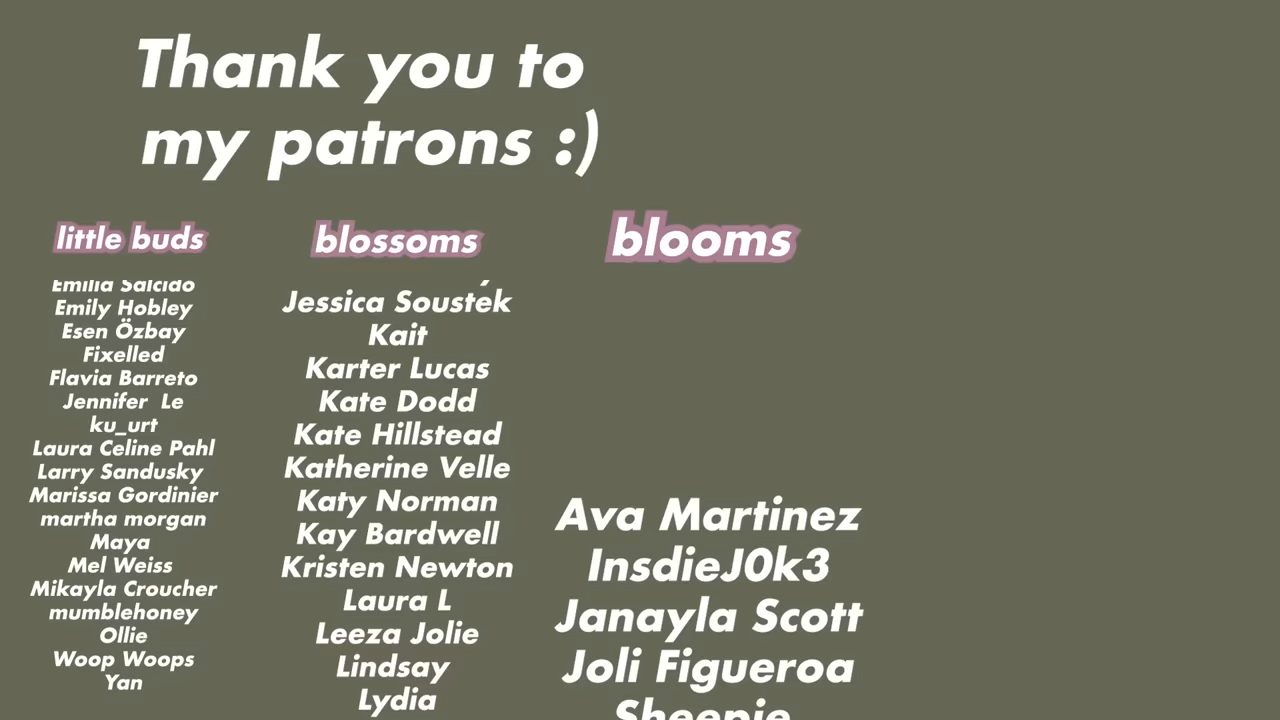 Thank you to
my patrons :)
little buds
Emilia Salcido
Emily Hobley
Esen Özbay
Fixelled
Flavia Barreto
Jennifer Le
ku_urt
Laura Celine Pahl
Larry Sandusky
Marissa Gordinier
martha morgan
Maya
Mel Weiss
Mikayla Croucher
mumblehoney
Ollie
Woop Woops
Yan
blossoms
Jessica Sousték
Kait
Karter Lucas
Kate Dodd
Kate Hillstead
Katherine Velle
Katy Norman
Kay Bardwell
Kristen Newton
Laura L
Leeza Jolie
Lindsay
Lydia
blooms
Ava Martinez
InsdieJ0k3
Janayla Scott
Joli Figueroa
Sheepie